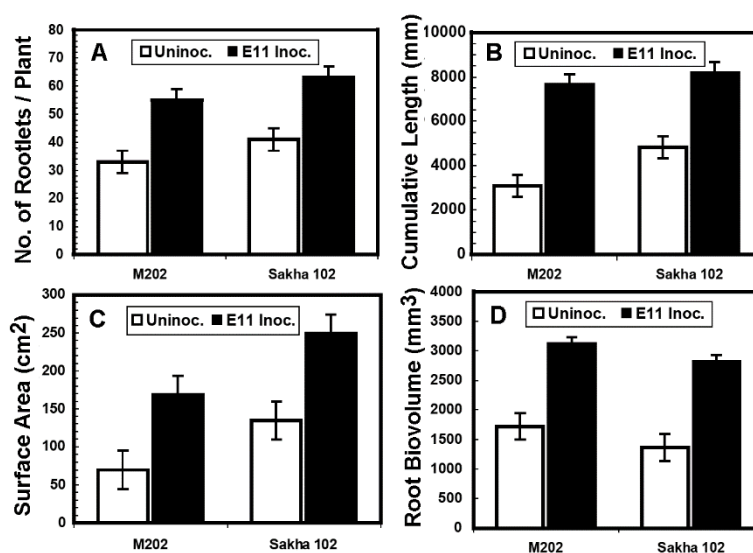 A
Uninoc. E11 Inoc.
No. of Rootlets / Plant
80
70
60
50
40
30
20
10
0
M202 Sakha 102
B
Uninoc. E11 Inoc.
Cumulative Length (mm)
10000
8000
6000
4000
2000
0
M202 Sakha 102
C
Uninoc. E11 Inoc.
Surface Area (cm2)
300
250
200
150
100
50
0
M202 Sakha 102
D
Uninoc. E11 Inoc.
Root Biovolume (mm3)
4000
3500
3000
2500
2000
1500
1000
500
0
M202 Sakha 102